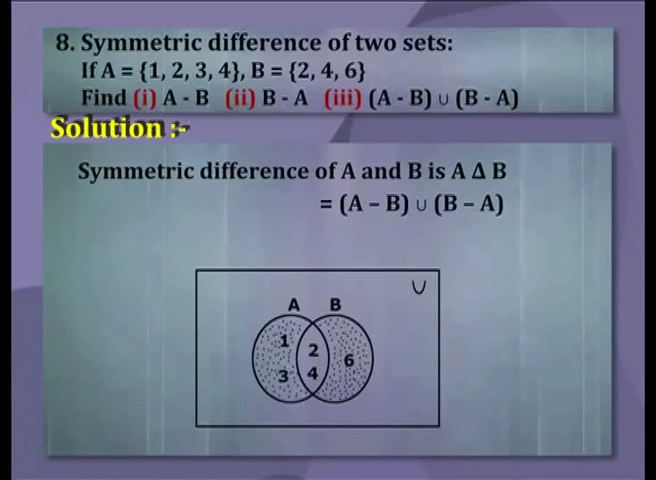 8. Symmetric difference of two sets:
If A = {1, 2, 3, 4}, B = {2, 4, 6}
Find (i) A - B (ii) B - A (iii) (A - B) ∪ (B - A)
Solution :-
Symmetric difference of A and B is A Δ B
= (A – B) ∪ (B – A)
∪
A B
1 2 6
3 4